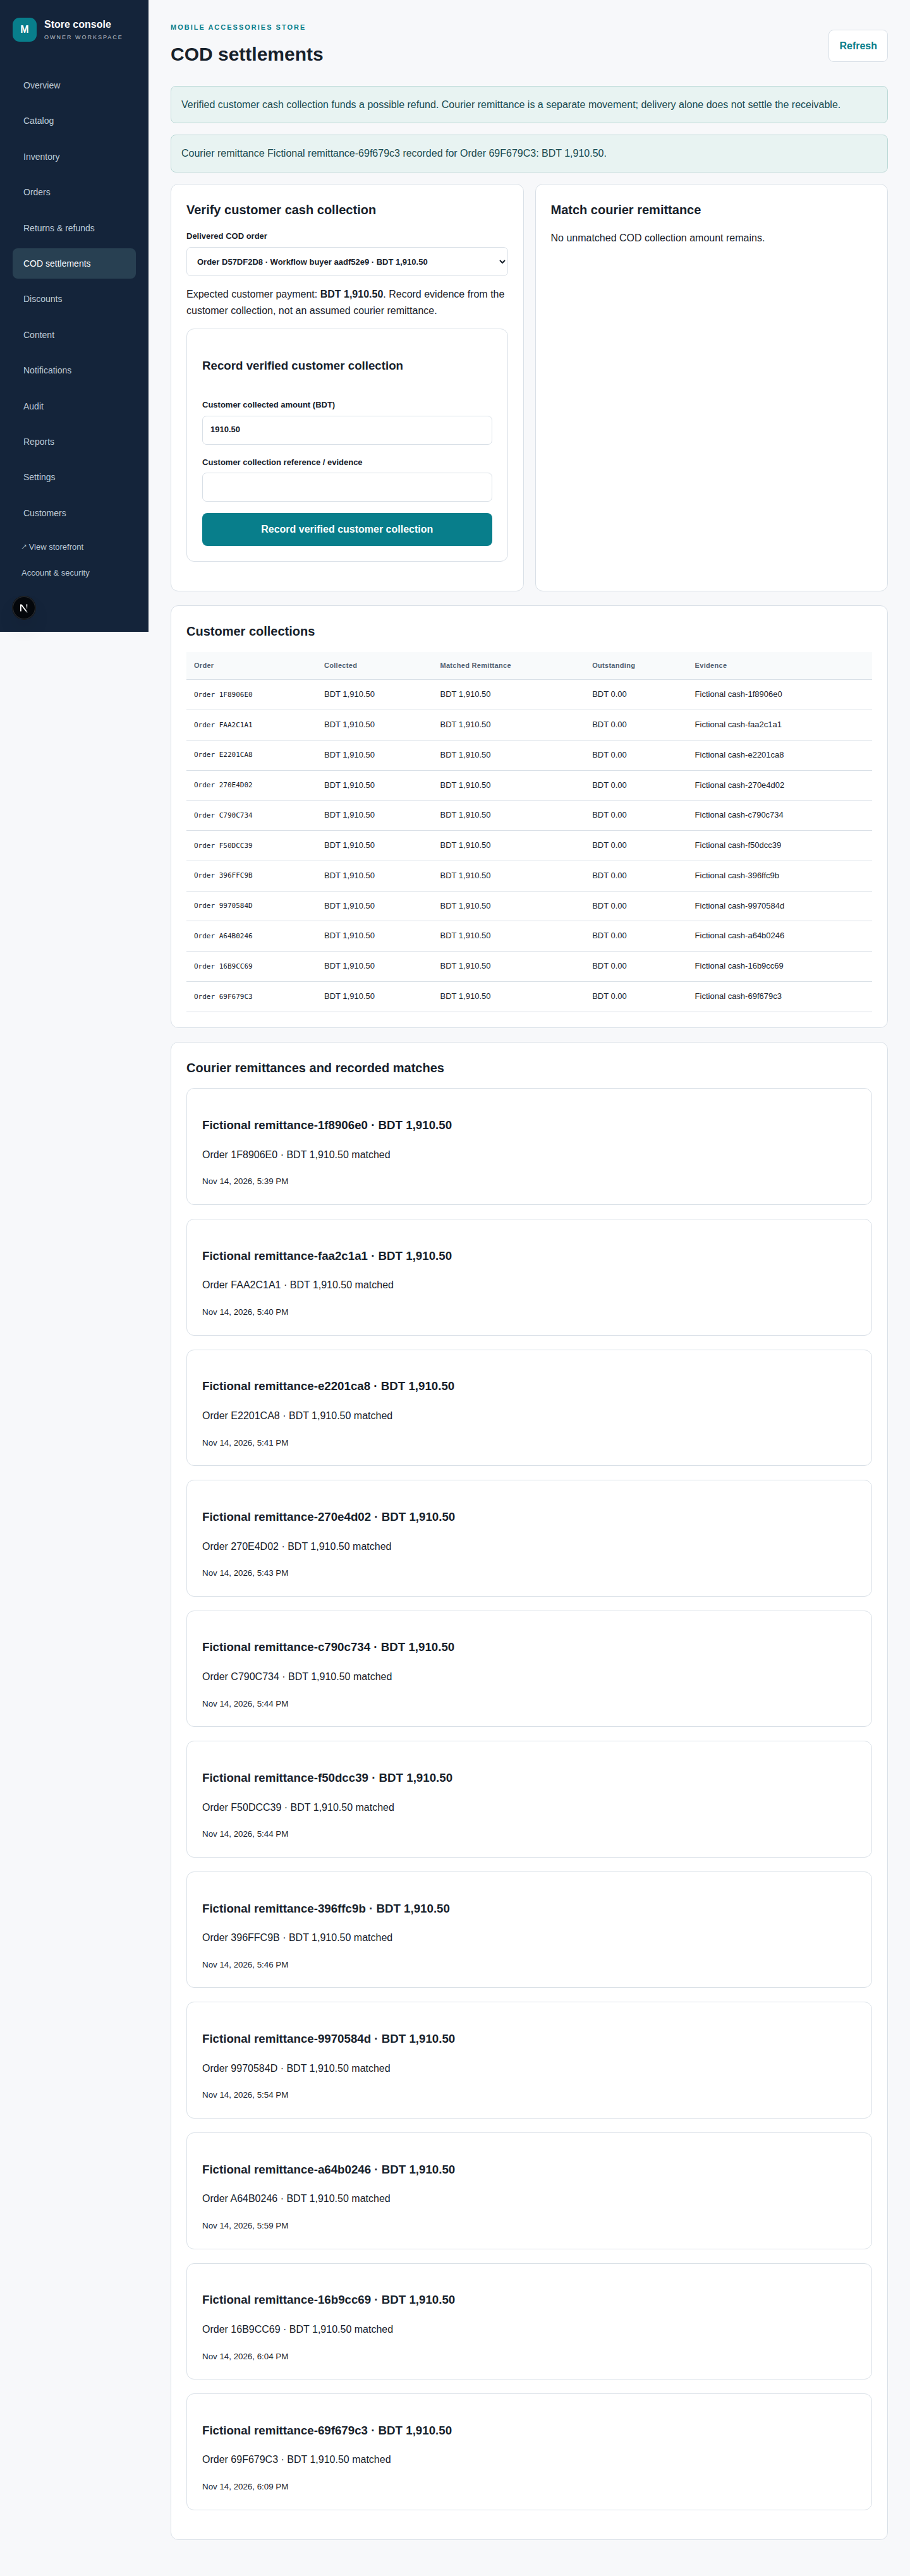 M
Store console
OWNER WORKSPACE
Overview
Catalog
Inventory
Orders
Returns & refunds
COD settlements
Discounts
Content
Notifications
Audit
Reports
Settings
Customers
↗ View storefront
Account & security
N
MOBILE ACCESSORIES STORE
COD settlements
Refresh
Verified customer cash collection funds a possible refund. Courier remittance is a separate movement; delivery alone does not settle the receivable.
Courier remittance Fictional remittance-69f679c3 recorded for Order 69F679C3: BDT 1,910.50.
Verify customer cash collection
Delivered COD order
Order D57DF2D8 · Workflow buyer aadf52e9 · BDT 1,910.50
Expected customer payment: BDT 1,910.50. Record evidence from the
customer collection, not an assumed courier remittance.
Record verified customer collection
Customer collected amount (BDT)
1910.50
Customer collection reference / evidence
Record verified customer collection
Match courier remittance
No unmatched COD collection amount remains.
Customer collections
Order Collected Matched Remittance Outstanding Evidence
Order 1F8906E0 BDT 1,910.50 BDT 1,910.50 BDT 0.00 Fictional cash-1f8906e0
Order FAA2C1A1 BDT 1,910.50 BDT 1,910.50 BDT 0.00 Fictional cash-faa2c1a1
Order E2201CA8 BDT 1,910.50 BDT 1,910.50 BDT 0.00 Fictional cash-e2201ca8
Order 270E4D02 BDT 1,910.50 BDT 1,910.50 BDT 0.00 Fictional cash-270e4d02
Order C790C734 BDT 1,910.50 BDT 1,910.50 BDT 0.00 Fictional cash-c790c734
Order F50DCC39 BDT 1,910.50 BDT 1,910.50 BDT 0.00 Fictional cash-f50dcc39
Order 396FFC9B BDT 1,910.50 BDT 1,910.50 BDT 0.00 Fictional cash-396ffc9b
Order 9970584D BDT 1,910.50 BDT 1,910.50 BDT 0.00 Fictional cash-9970584d
Order A64B0246 BDT 1,910.50 BDT 1,910.50 BDT 0.00 Fictional cash-a64b0246
Order 16B9CC69 BDT 1,910.50 BDT 1,910.50 BDT 0.00 Fictional cash-16b9cc69
Order 69F679C3 BDT 1,910.50 BDT 1,910.50 BDT 0.00 Fictional cash-69f679c3
Courier remittances and recorded matches
Fictional remittance-1f8906e0 · BDT 1,910.50
Order 1F8906E0 · BDT 1,910.50 matched
Nov 14, 2026, 5:39 PM
Fictional remittance-faa2c1a1 · BDT 1,910.50
Order FAA2C1A1 · BDT 1,910.50 matched
Nov 14, 2026, 5:40 PM
Fictional remittance-e2201ca8 · BDT 1,910.50
Order E2201CA8 · BDT 1,910.50 matched
Nov 14, 2026, 5:41 PM
Fictional remittance-270e4d02 · BDT 1,910.50
Order 270E4D02 · BDT 1,910.50 matched
Nov 14, 2026, 5:43 PM
Fictional remittance-c790c734 · BDT 1,910.50
Order C790C734 · BDT 1,910.50 matched
Nov 14, 2026, 5:44 PM
Fictional remittance-f50dcc39 · BDT 1,910.50
Order F50DCC39 · BDT 1,910.50 matched
Nov 14, 2026, 5:44 PM
Fictional remittance-396ffc9b · BDT 1,910.50
Order 396FFC9B · BDT 1,910.50 matched
Nov 14, 2026, 5:46 PM
Fictional remittance-9970584d · BDT 1,910.50
Order 9970584D · BDT 1,910.50 matched
Nov 14, 2026, 5:54 PM
Fictional remittance-a64b0246 · BDT 1,910.50
Order A64B0246 · BDT 1,910.50 matched
Nov 14, 2026, 5:59 PM
Fictional remittance-16b9cc69 · BDT 1,910.50
Order 16B9CC69 · BDT 1,910.50 matched
Nov 14, 2026, 6:04 PM
Fictional remittance-69f679c3 · BDT 1,910.50
Order 69F679C3 · BDT 1,910.50 matched
Nov 14, 2026, 6:09 PM